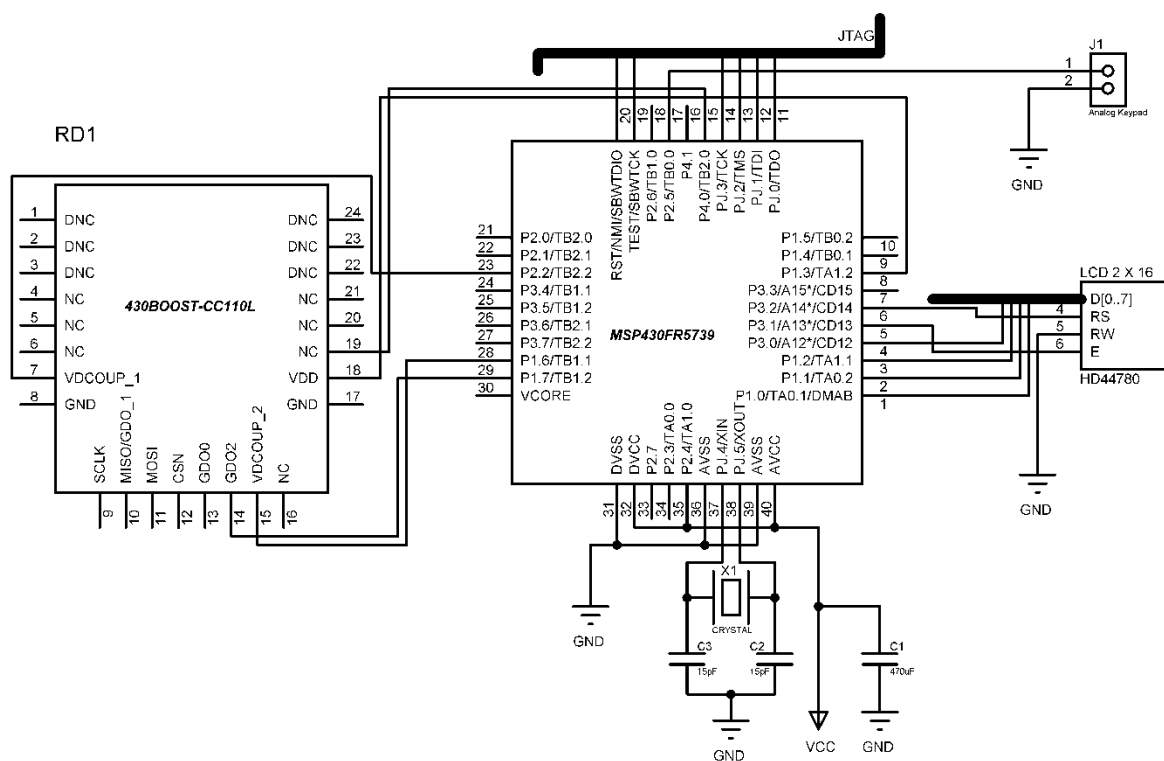 JTAG
J1
1
2
Analog Keypad
GND
RD1
20
19
18
17
16
15
14
13
12
11
RST/NMI/SBWTDIO
TEST/SBWTCK
P2.6/TB1.0
P2.5/TB0.0
P4.1
P4.0/TB2.0
PJ.3/TCK
PJ.2/TMS
PJ.1/TDI
PJ.0/TDO
430BOOST-CC110L
1 DNC
2 DNC
3 DNC
4 NC
5 NC
6 NC
7 VDCOUP_1
8 GND
DNC 24
DNC 23
DNC 22
NC 21
NC 20
NC 19
VDD 18
GND 17
SCLK
MISO/GDO_1
MOSI
CSN
GDO0
GDO2
VDCOUP_2
NC
9
10
11
12
13
14
15
16
MSP430FR5739
21 P2.0/TB2.0
22 P2.1/TB2.1
23 P2.2/TB2.2
24 P3.4/TB1.1
25 P3.5/TB1.2
26 P3.6/TB2.1
27 P3.7/TB2.2
28 P1.6/TB1.1
29 P1.7/TB1.2
30 VCORE
P1.5/TB0.2
10
P1.4/TB0.1
9
P1.3/TA1.2
8
P3.3/A15*/CD15
7
P3.2/A14*/CD14
6
P3.1/A13*/CD13
5
P3.0/A12*/CD12
4
P1.2/TA1.1
3
P1.1/TA0.2
2
P1.0/TA0.1/DMAB
1
DVSS
DVCC
P2.7
P2.3/TA0.0
P2.4/TA1.0
AVSS
PJ.4/XIN
PJ.5/XOUT
AVSS
AVCC
31
32
33
34
35
36
37
38
39
40
LCD 2 X 16
D[0..7]
4 RS
5 RW
6 E
HD44780
GND
GND
X1
CRYSTAL
C3
15pF
C2
15pF
C1
470uF
GND
VCC
GND